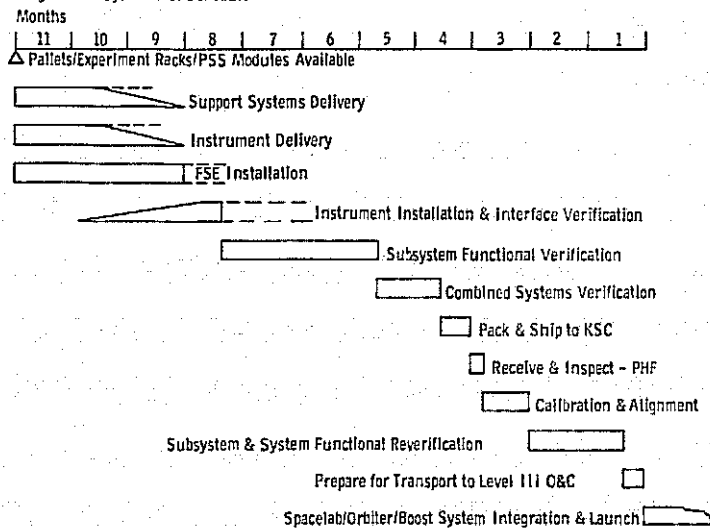 Months
11 10 9 8 7 6 5 4 3 2 1
Pallets/Experiment Racks/PSS Modules Available
Support Systems Delivery
Instrument Delivery
FSE Installation
Instrument Installation & Interface Verification
Subsystem Functional Verification
Combined Systems Verification
Pack & Ship to KSC
Receive & Inspect - PHF
Calibration & Alignment
Subsystem & System Functional Reverification
Prepare for Transport to Level III O&C
Spacelab/Orbiter/Boost System Integration & Launch